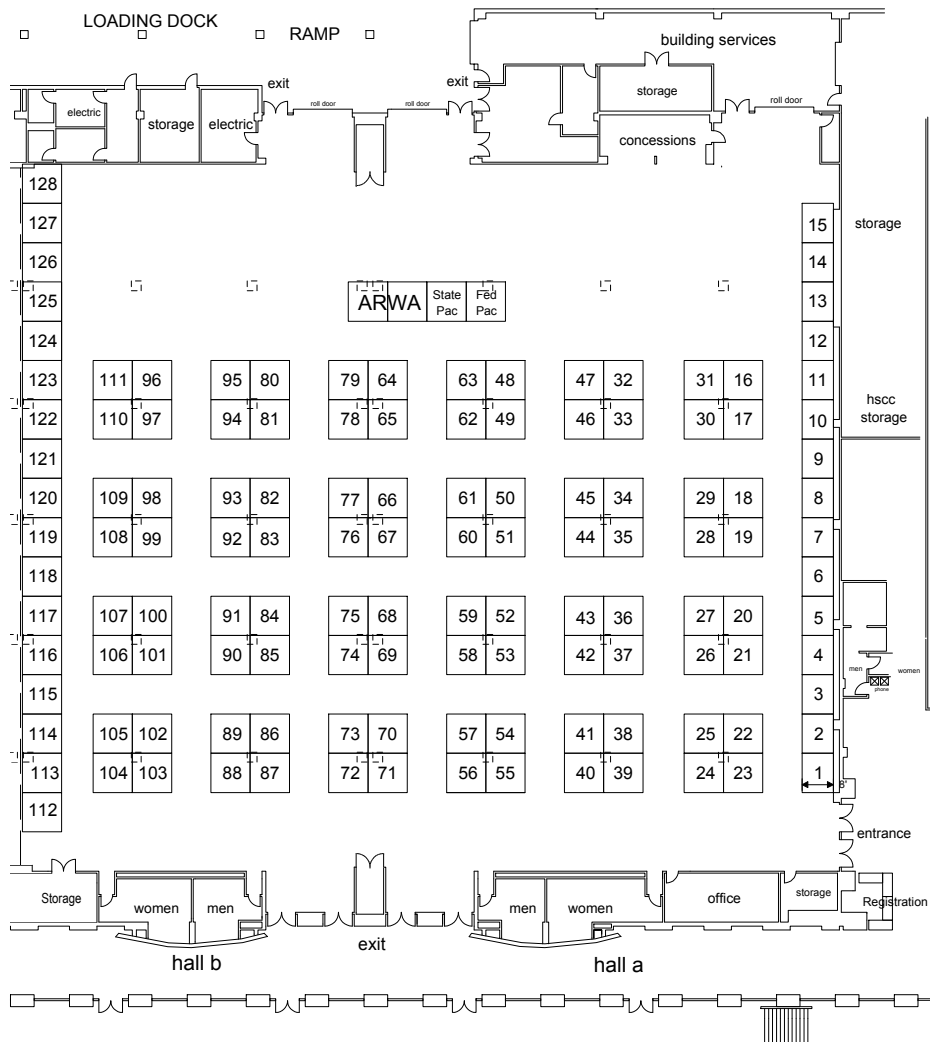 LOADING DOCK
RAMP
building services
exit
exit
roll door
roll door
roll door
electric
storage
electric
storage
concessions
128
127
15
storage
126
14
125
ARWA
State
Pac
Fed
Pac
13
124
12
123
111 96
95 80
79 64
63 48
47 32
31 16
11
hscc
storage
122
110 97
94 81
78 65
62 49
46 33
30 17
10
121
9
120
109 98
93 82
77 66
61 50
45 34
29 18
8
119
108 99
92 83
76 67
60 51
44 35
28 19
7
118
6
117
107 100
91 84
75 68
59 52
43 36
27 20
5
116
106 101
90 85
74 69
58 53
42 37
26 21
4
men
women
phone
115
3
114
105 102
89 86
73 70
57 54
41 38
25 22
2
113
104 103
88 87
72 71
56 55
40 39
24 23
1
8'
112
entrance
Storage
women
men
men
women
office
storage
Registration
exit
hall b
hall a